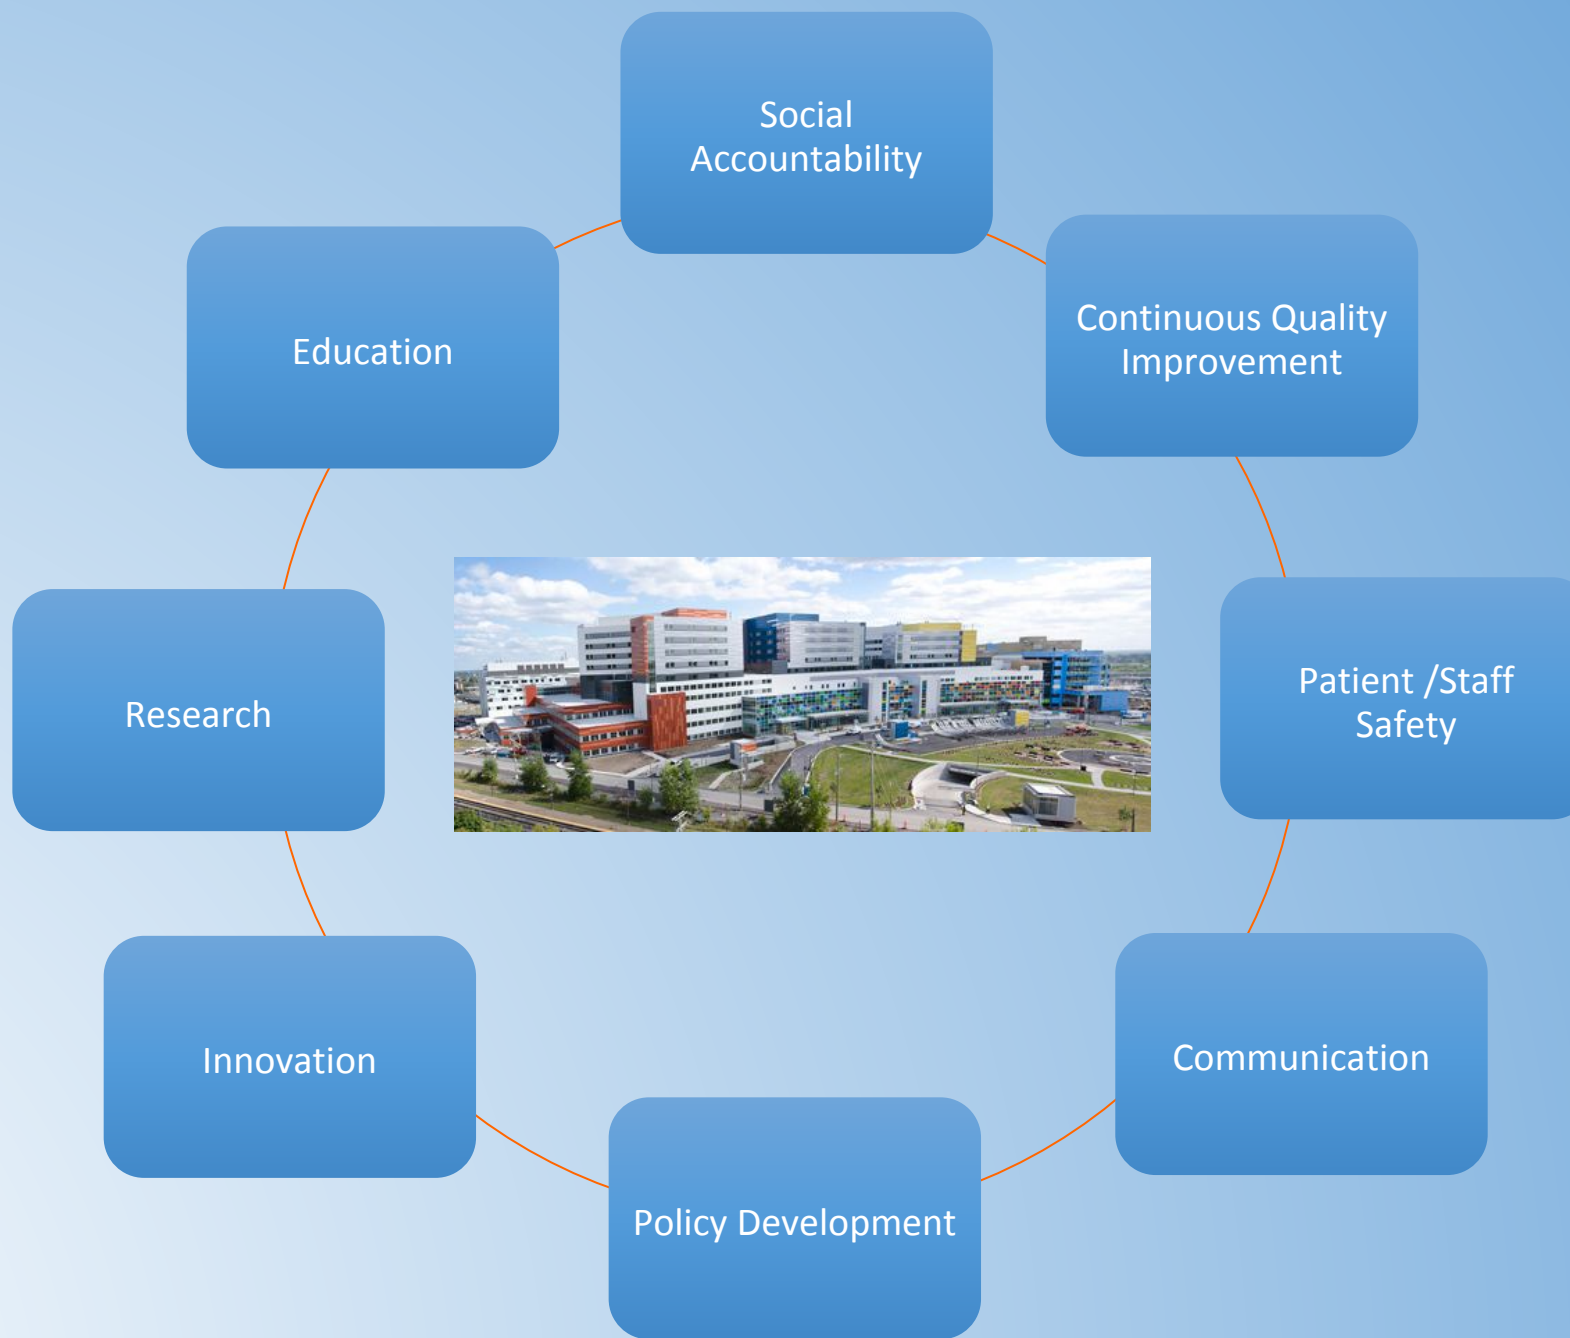 Social
Accountability
Continuous Quality
Improvement
Patient /Staff
Safety
Communication
Policy Development
Innovation
Research
Education